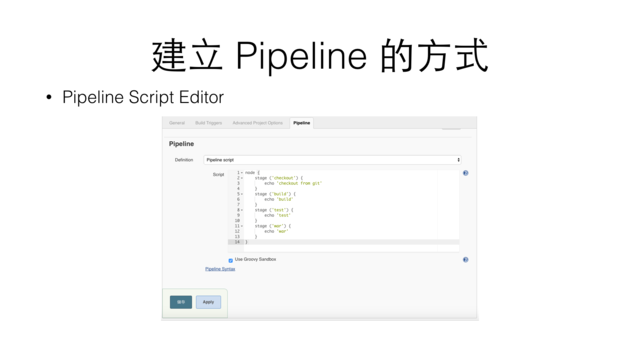 建立 Pipeline 的方式
• Pipeline Script Editor
General Build Triggers Advanced Project Options Pipeline
Pipeline
Definition Pipeline script
Script
1 node {
2 stage ('checkout') {
3 echo 'checkout from git'
4 }
5 stage ('build') {
6 echo 'build'
7 }
8 stage ('test') {
9 echo 'test'
10 }
11 stage ('war') {
12 echo 'war'
13 }
14 }
Use Groovy Sandbox
Pipeline Syntax
Apply